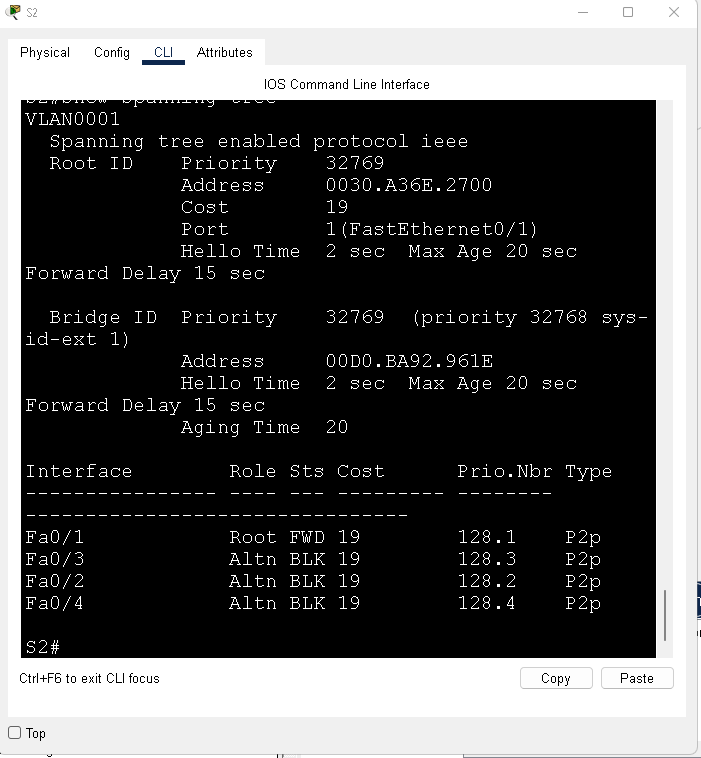 S2
Physical Config CLI Attributes
IOS Command Line Interface
S2#show spanning-tree
VLAN0001
  Spanning tree enabled protocol ieee
  Root ID    Priority    32769
             Address     0030.A36E.2700
             Cost        19
             Port        1(FastEthernet0/1)
             Hello Time  2 sec  Max Age 20 sec
Forward Delay 15 sec
  Bridge ID  Priority    32769  (priority 32768 sys-
id-ext 1)
             Address     00D0.BA92.961E
             Hello Time  2 sec  Max Age 20 sec
Forward Delay 15 sec
             Aging Time  20
Interface        Role Sts Cost      Prio.Nbr Type
---------------- ---- --- --------- --------
--------------------------------
Fa0/1            Root FWD 19        128.1    P2p
Fa0/3            Altn BLK 19        128.3    P2p
Fa0/2            Altn BLK 19        128.2    P2p
Fa0/4            Altn BLK 19        128.4    P2p
S2#
Ctrl+F6 to exit CLI focus
Copy Paste
Top